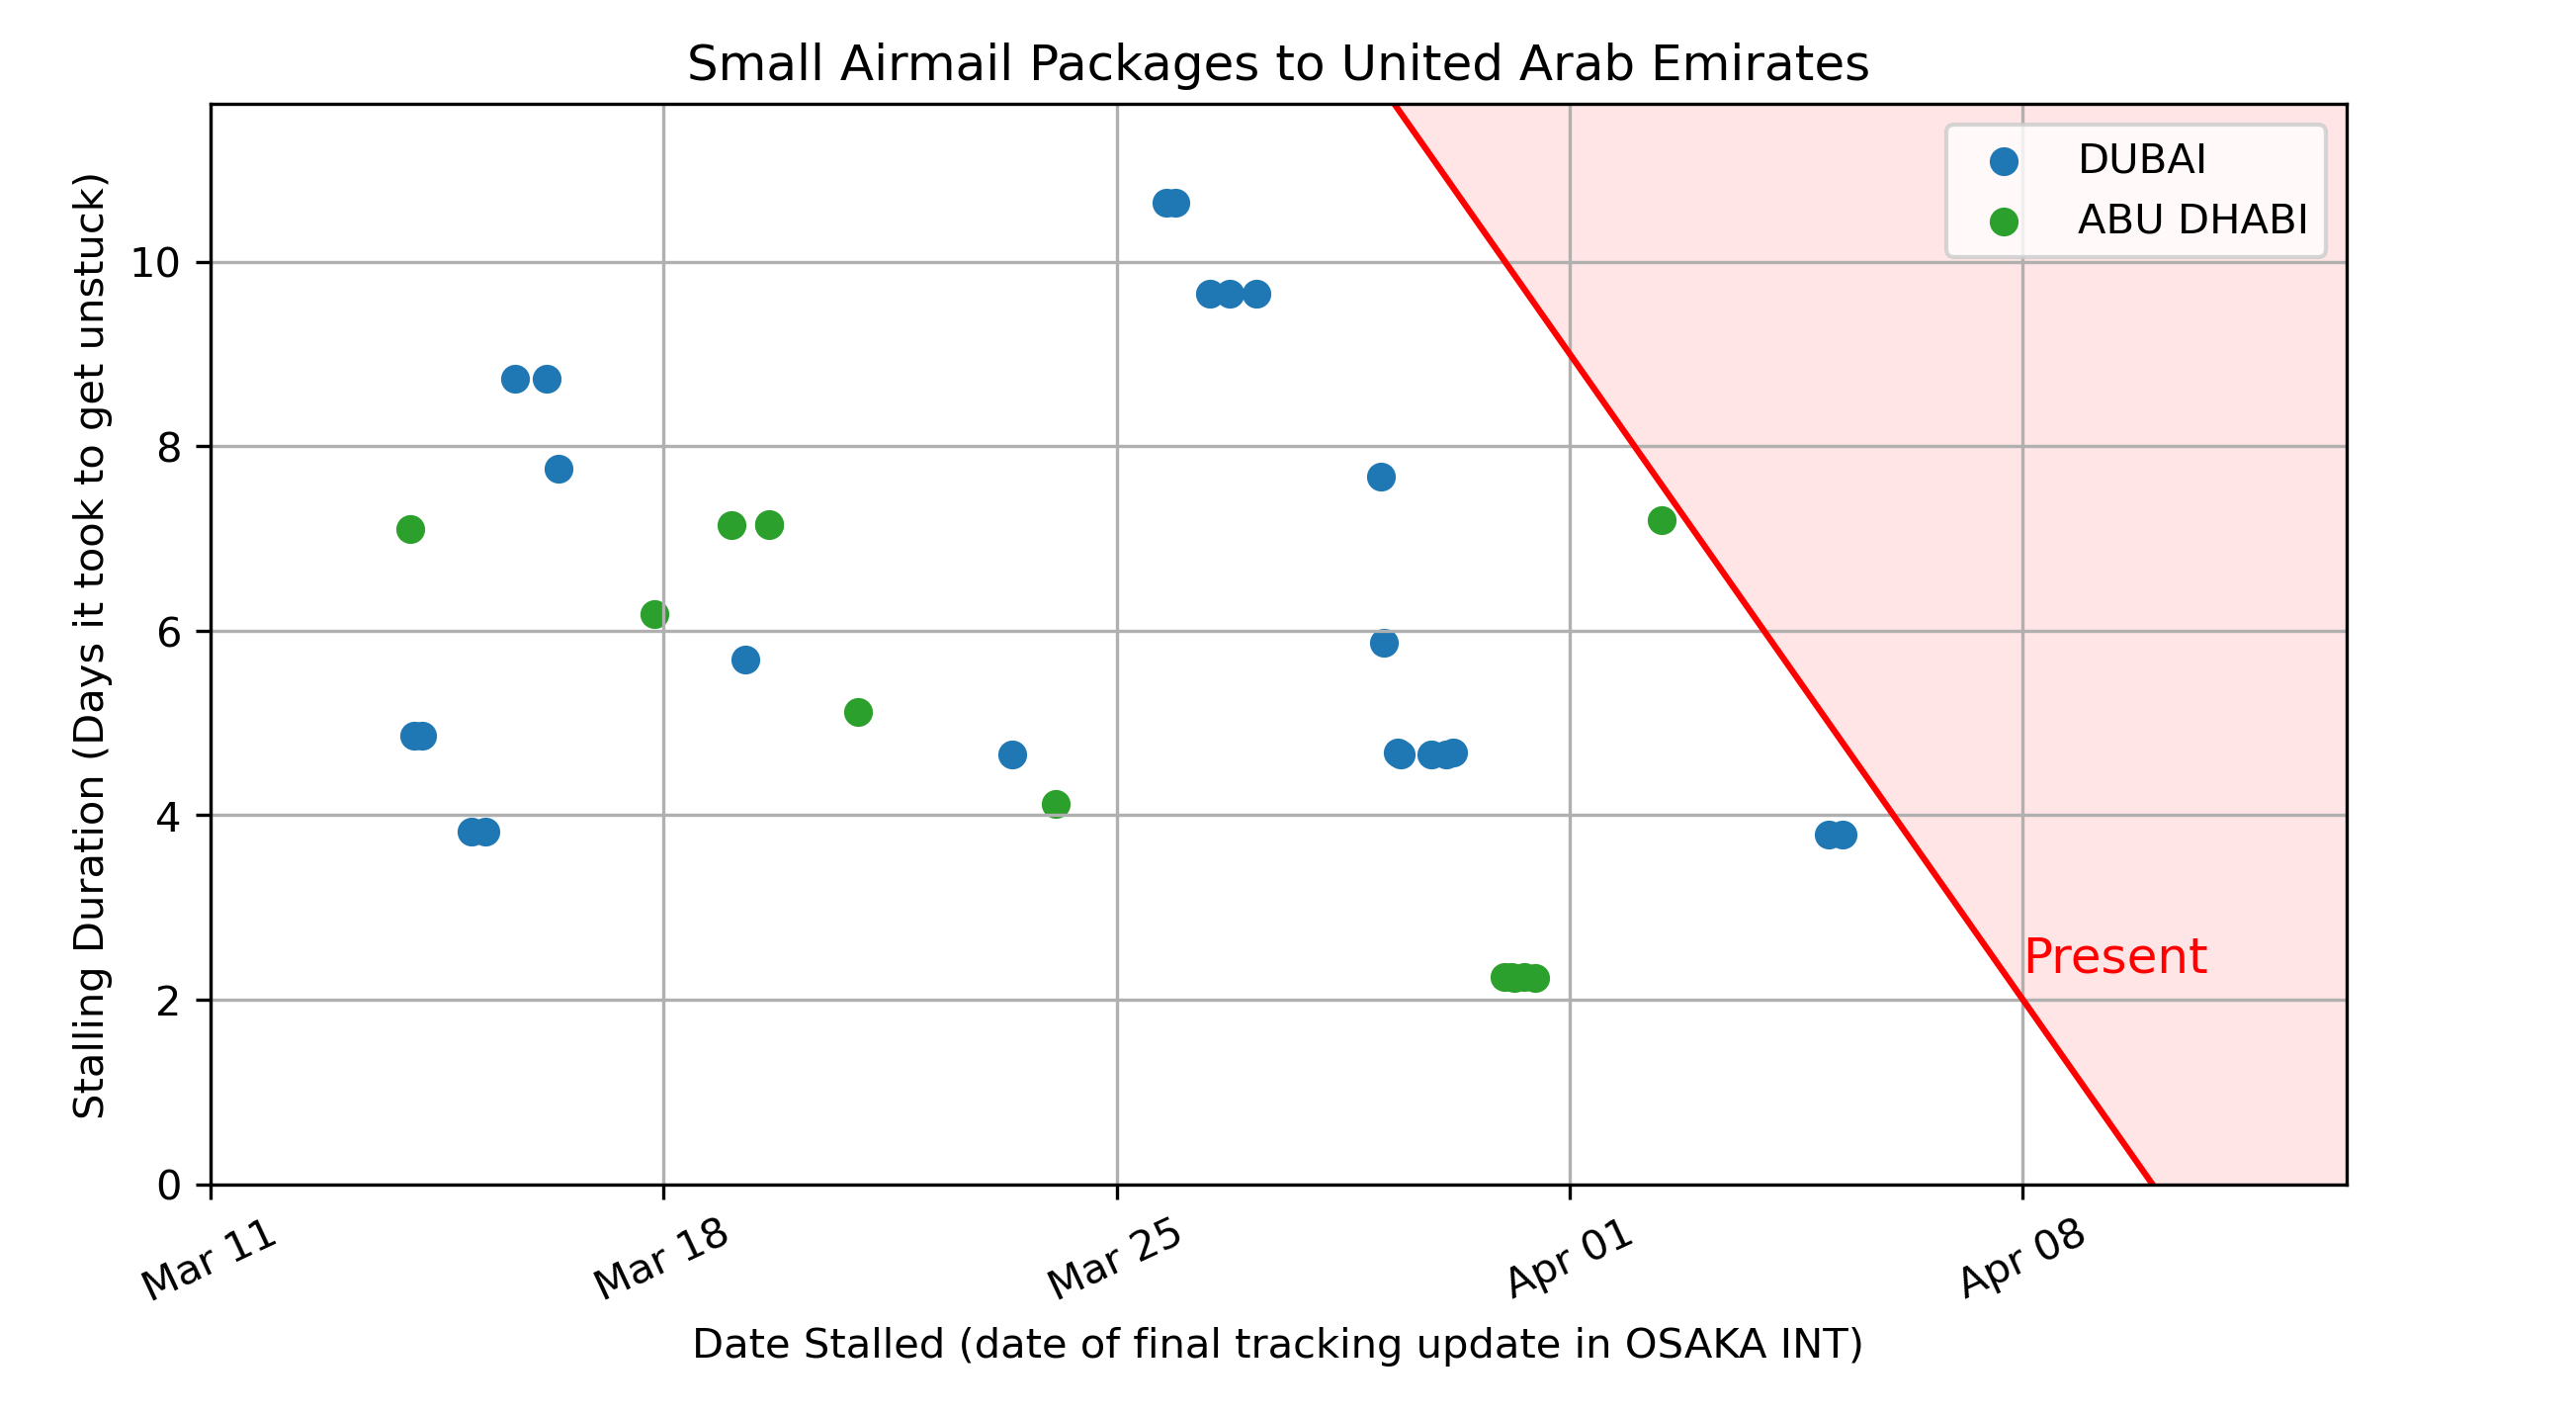 Small Airmail Packages to United Arab Emirates
Stalling Duration (Days it took to get unstuck)
10
8
6
4
2
0
DUBAI
ABU DHABI
Present
Mar 11
Mar 18
Mar 25
Apr 01
Apr 08
Date Stalled (date of final tracking update in OSAKA INT)